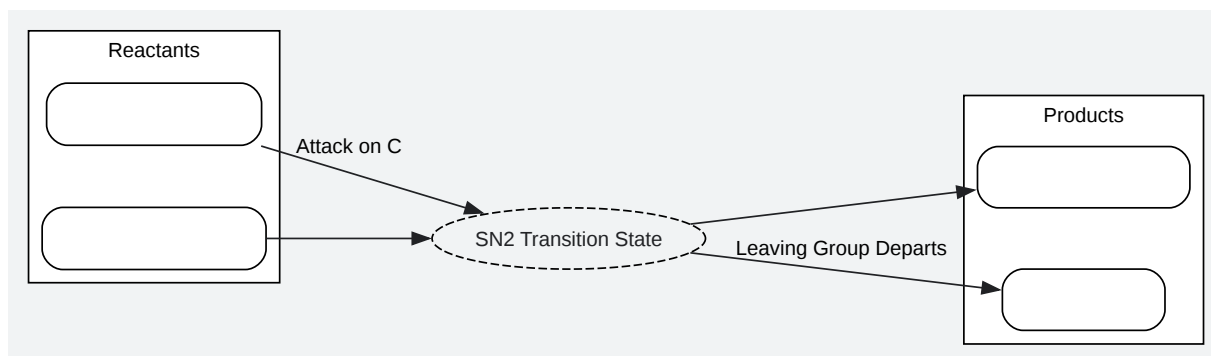 Reactants
Attack on C
SN2 Transition State
Leaving Group Departs
Products